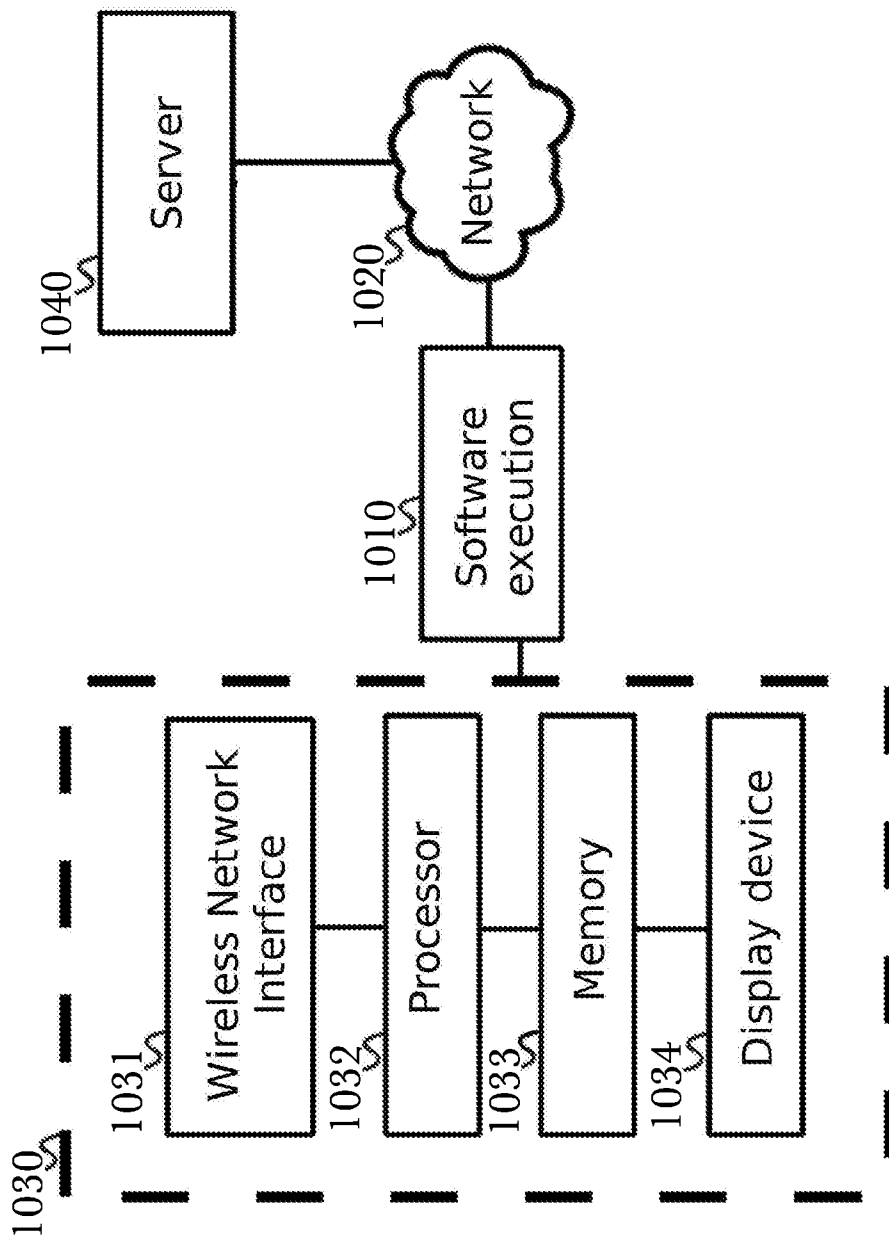 1030
1031
Wireless Network
Interface
1032
Processor
1033
Memory
1034
Display device
1010
Software
execution
1020
Network
1040
Server